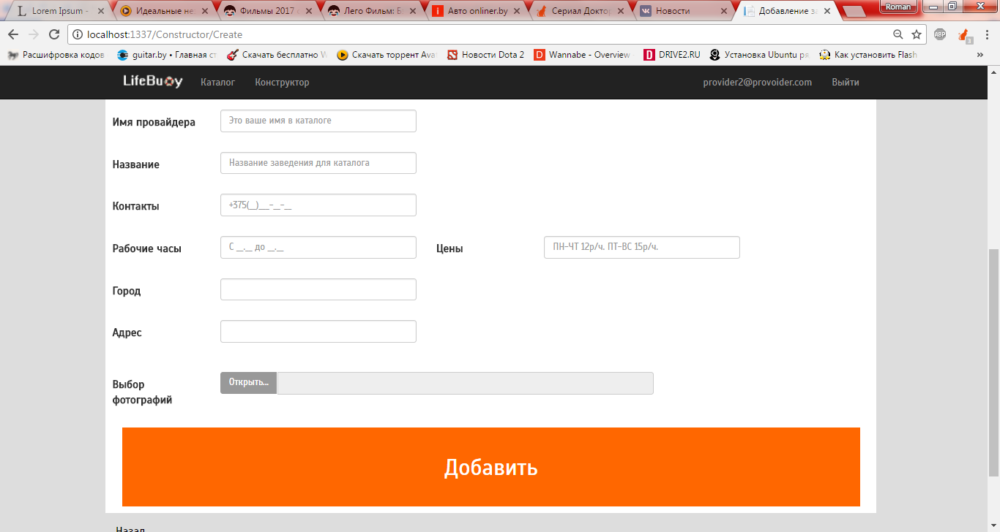 Lorem Ipsum -
Идеальные не
Фильмы 2017
Лего Фильм: Б
Авто onliner.by
Сериал Доктор
Новости
Добавление за
Roman
localhost:1337/Constructor/Create
ABP
3
Расшифровка кодов
guitar.by • Главная ст
Скачать бесплатно W
Скачать торрент Ava
Новости Dota 2
Wannabe - Overview
DRIVE2.RU
Установка Ubuntu ря
Как установить Flash
»
LifeBuoy
Каталог
Конструктор
provider2@provoider.com
Выйти
Имя провайдера
Это ваше имя в каталоге
Название
Название заведения для каталога
Контакты
+375(__)___-__-__
Рабочие часы
С __.__ до __.__
Цены
ПН-ЧТ 12р/ч. ПТ-ВС 15р/ч.
Город
Адрес
Выбор
фотографий
Открыть...
Добавить
Назад